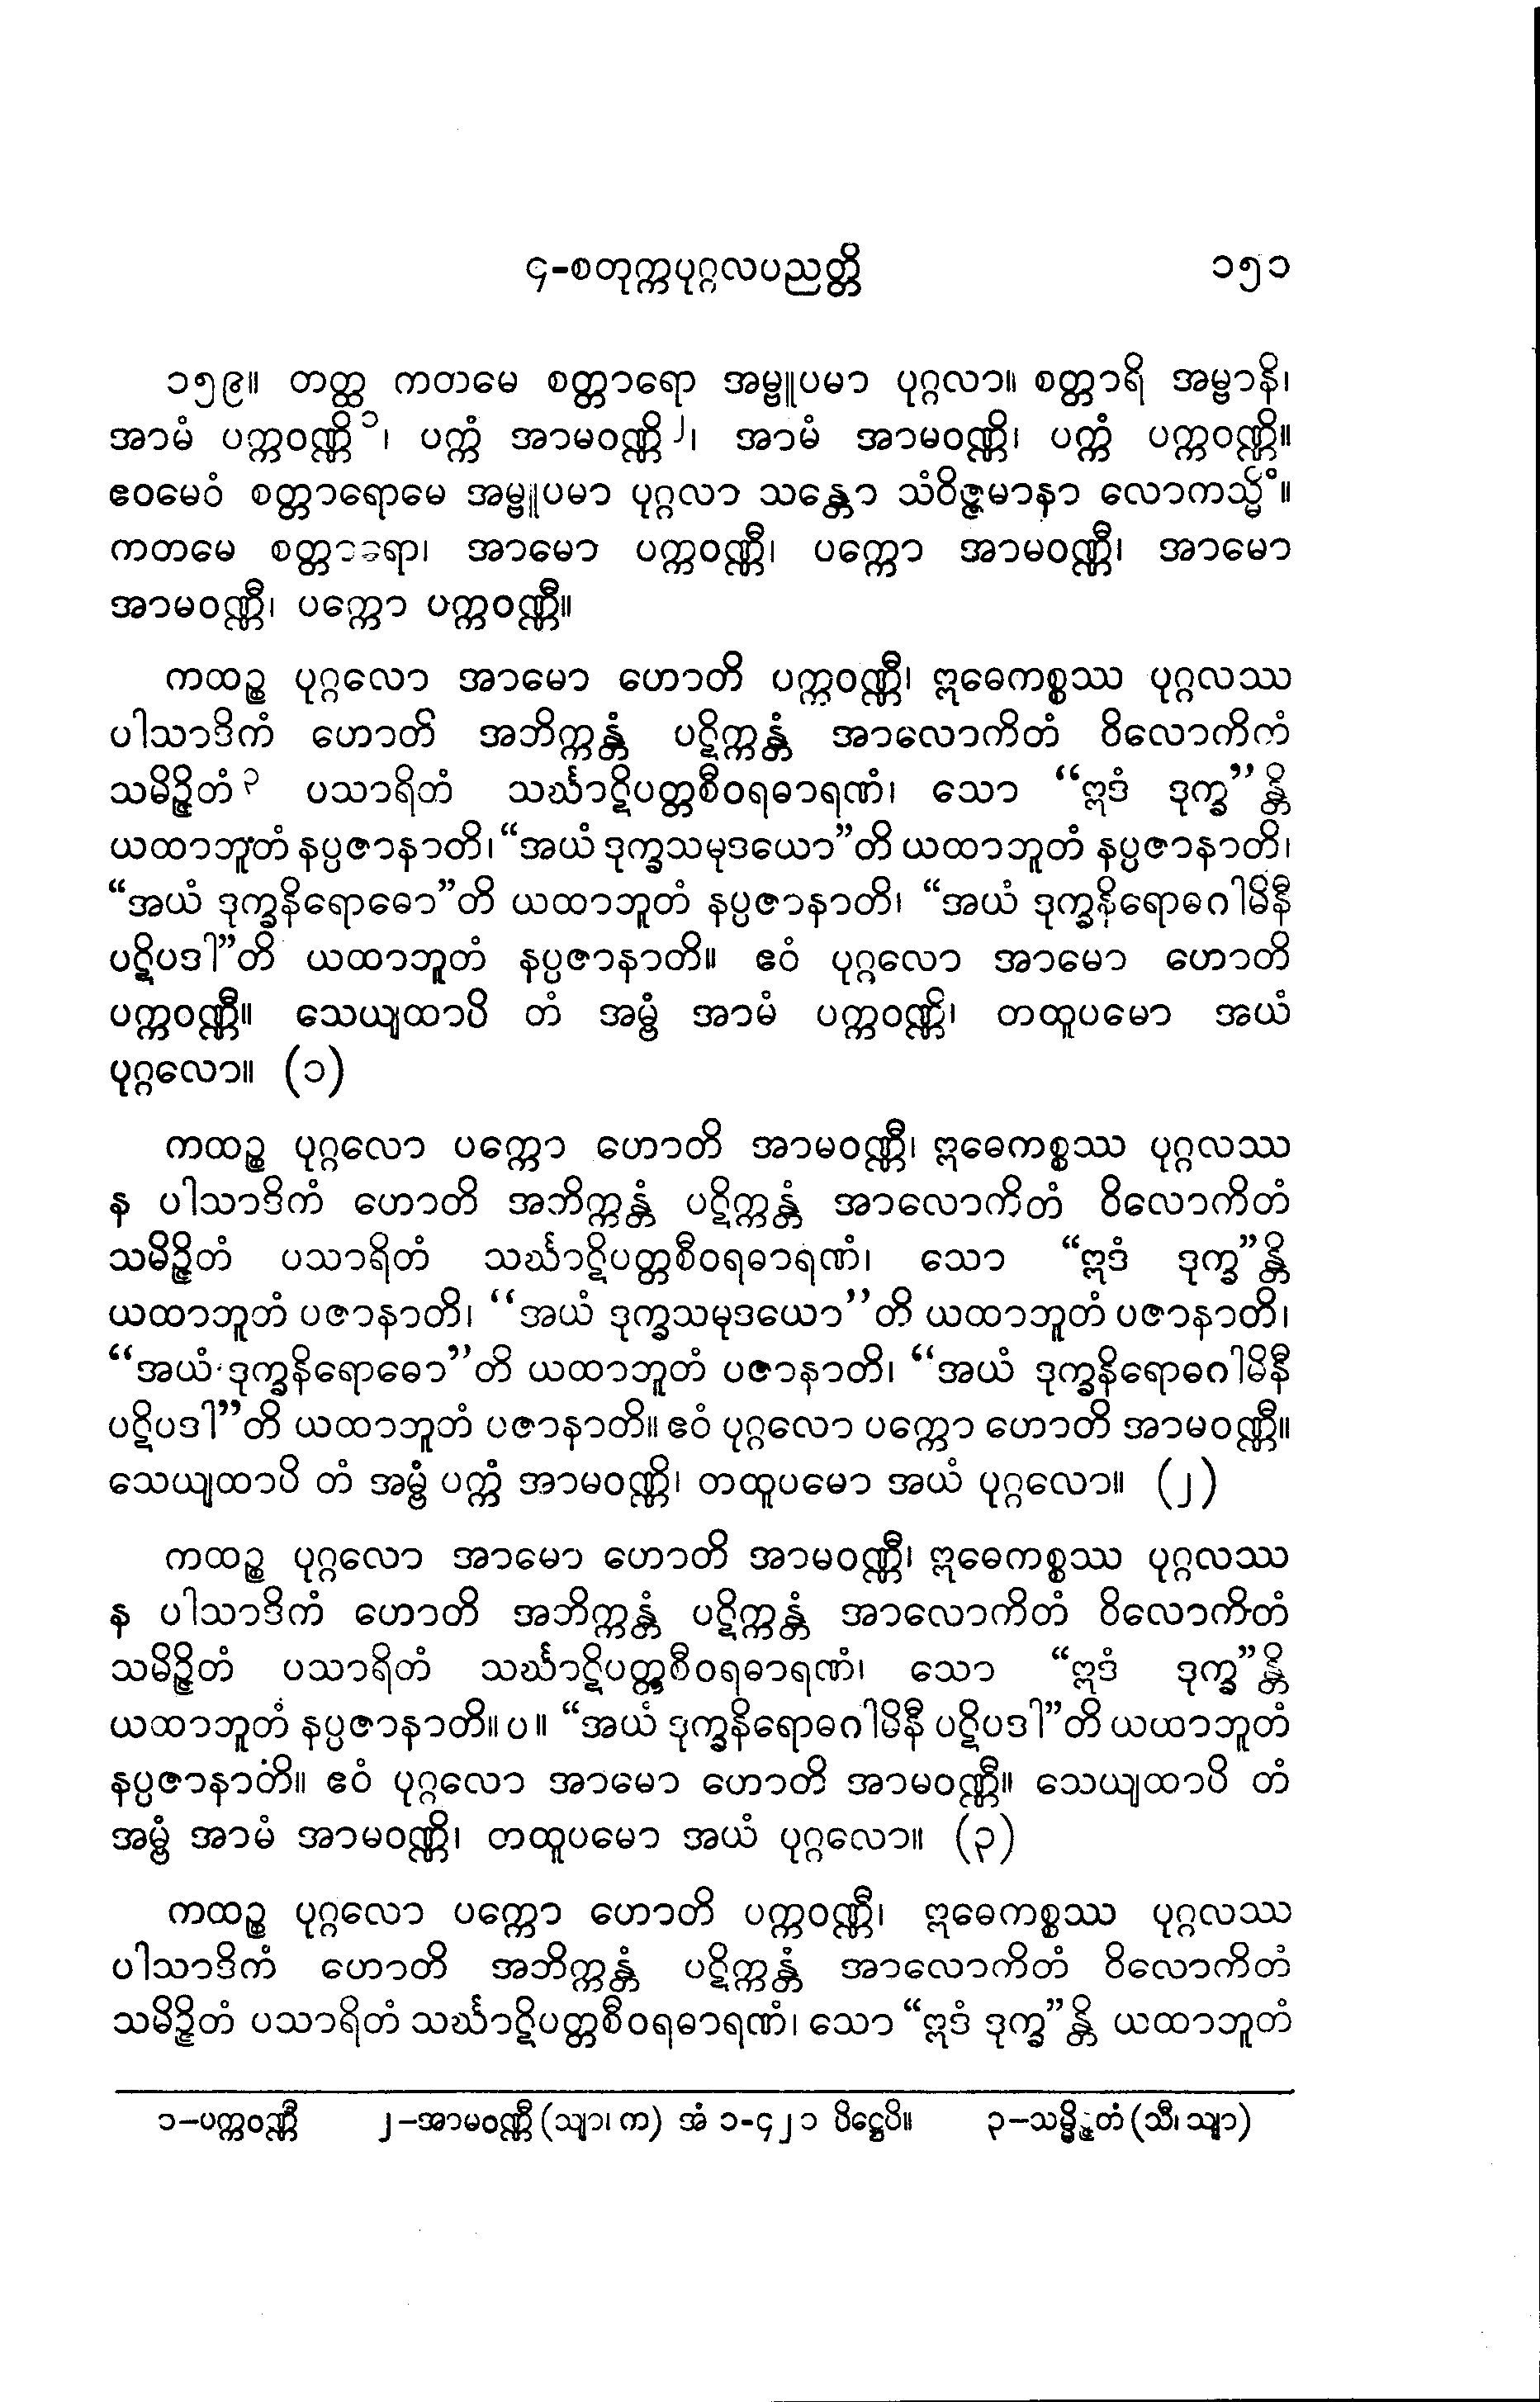 ၄-စတုက္ကပုဂ္ဂလပညတ္တိ ၁၅၁
၁၅၉။ တတ္ထ ကတမေ စတ္တာရော အမ္ဗူပမာ ပုဂ္ဂလာ။ စတ္တာရိ အမ္ဗာနိ၊
အာမံ ပက္ကဝဏ္ဏိ၁၊ ပက္ကံ အာမဝဏ္ဏိ၂၊ အာမံ အာမဝဏ္ဏိ၊ ပက္ကံ ပက္ကဝဏ္ဏိ။
ဧဝမေဝံ စတ္တာရောမေ အမ္ဗူပမာ ပုဂ္ဂလာ သန္တော သံဝိဇ္ဇမာနာ လောကသ္မိံ။
ကတမေ စတ္တာရော၊ အာမော ပက္ကဝဏ္ဏီ၊ ပက္ကော အာမဝဏ္ဏီ၊ အာမော
အာမဝဏ္ဏီ၊ ပက္ကော ပက္ကဝဏ္ဏီ။
ကထဉ္စ ပုဂ္ဂလော အာမော ဟောတိ ပက္ကဝဏ္ဏီ၊ ဣဓေကစ္စဿ ပုဂ္ဂလဿ
ပါသာဒိကံ ဟောတိ အဘိက္ကန္တံ ပဋိက္ကန္တံ အာလောကိတံ ဝိလောကိကံ
သမိဉ္ဇိတံ၃ ပသာရိတံ သင်္ဃာဋိပတ္တစီဝရဓာရဏံ၊ သော “ဣဒံ ဒုက္ခ”န္တိ
ယထာဘူတံ နပ္ပဇာနာတိ၊ “အယံ ဒုက္ခသမုဒယော”တိ ယထာဘူတံ နပ္ပဇာနာတိ၊
“အယံ ဒုက္ခနိရောဓော”တိ ယထာဘူတံ နပ္ပဇာနာတိ၊ “အယံ ဒုက္ခနိရောဓဂါမိနီ
ပဋိပဒါ”တိ ယထာဘူတံ နပ္ပဇာနာတိ။ ဧဝံ ပုဂ္ဂလော အာမော ဟောတိ
ပက္ကဝဏ္ဏီ။ သေယျထာပိ တံ အမ္ဗံ အာမံ ပက္ကဝဏ္ဏိ၊ တထူပမော အယံ
ပုဂ္ဂလော။ (၁)
ကထဉ္စ ပုဂ္ဂလော ပက္ကော ဟောတိ အာမဝဏ္ဏီ၊ ဣဓေကစ္စဿ ပုဂ္ဂလဿ
န ပါသာဒိကံ ဟောတိ အဘိက္ကန္တံ ပဋိက္ကန္တံ အာလောကိတံ ဝိလောကိတံ
သမိဉ္ဇိတံ ပသာရိတံ သင်္ဃာဋိပတ္တစီဝရဓာရဏံ၊ သော “ဣဒံ ဒုက္ခ”န္တိ
ယထာဘူတံ ပဇာနာတိ၊ “အယံ ဒုက္ခသမုဒယော”တိ ယထာဘူတံ ပဇာနာတိ၊
“အယံ ဒုက္ခနိရောဓော”တိ ယထာဘူတံ ပဇာနာတိ၊ “အယံ ဒုက္ခနိရောဓဂါမိနီ
ပဋိပဒါ”တိ ယထာဘူတံ ပဇာနာတိ။ ဧဝံ ပုဂ္ဂလော ပက္ကော ဟောတိ အာမဝဏ္ဏီ။
သေယျထာပိ တံ အမ္ဗံ ပက္ကံ အာမဝဏ္ဏိ၊ တထူပမော အယံ ပုဂ္ဂလော။ (၂)
ကထဉ္စ ပုဂ္ဂလော အာမော ဟောတိ အာမဝဏ္ဏီ၊ ဣဓေကစ္စဿ ပုဂ္ဂလဿ
န ပါသာဒိကံ ဟောတိ အဘိက္ကန္တံ ပဋိက္ကန္တံ အာလောကိတံ ဝိလောကိတံ
သမိဉ္ဇိတံ ပသာရိတံ သင်္ဃာဋိပတ္တစီဝရဓာရဏံ၊ သော “ဣဒံ ဒုက္ခ”န္တိ
ယထာဘူတံ နပ္ပဇာနာတိ။ ပ ။ “အယံ ဒုက္ခနိရောဓဂါမိနီ ပဋိပဒါ”တိ ယထာဘူတံ
နပ္ပဇာနာတိ။ ဧဝံ ပုဂ္ဂလော အာမော ဟောတိ အာမဝဏ္ဏီ။ သေယျထာပိ တံ
အမ္ဗံ အာမံ အာမဝဏ္ဏိ၊ တထူပမော အယံ ပုဂ္ဂလော။ (၃)
ကထဉ္စ ပုဂ္ဂလော ပက္ကော ဟောတိ ပက္ကဝဏ္ဏီ၊ ဣဓေကစ္စဿ ပုဂ္ဂလဿ
ပါသာဒိကံ ဟောတိ အဘိက္ကန္တံ ပဋိက္ကန္တံ အာလောကိတံ ဝိလောကိတံ
သမိဉ္ဇိတံ ပသာရိတံ သင်္ဃာဋိပတ္တစီဝရဓာရဏံ၊ သော “ဣဒံ ဒုက္ခ”န္တိ ယထာဘူတံ
၁–ပက္ကဝဏ္ဏီ ၂–အာမဝဏ္ဏီ (သျာ၊ က) အံ ၁-၄၂၁ ပိဋ္ဌေပိ။ ၃–သမ္မိဉ္ဇိတံ (သီ၊ သျာ)